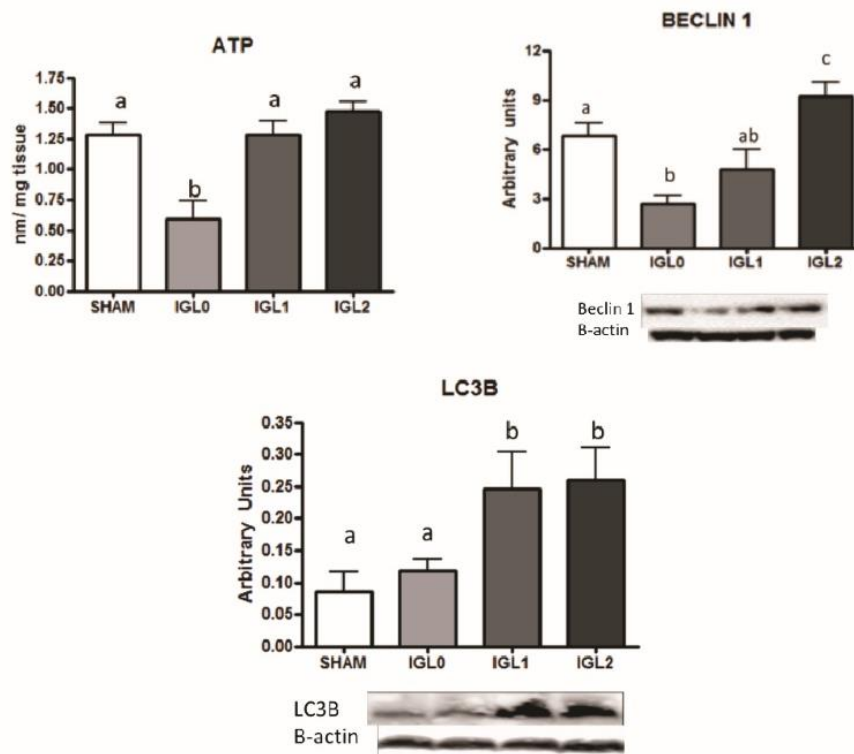 ATP
nm/ mg tissue
1.75
1.50
1.25
1.00
0.75
0.50
0.25
0.00
a
b
a
a
SHAM IGL0 IGL1 IGL2
BECLIN 1
Arbitrary units
12
9
6
3
0
a
b
ab
c
SHAM IGL0 IGL1 IGL2
Beclin 1
B-actin
LC3B
Arbitrary Units
0.35
0.30
0.25
0.20
0.15
0.10
0.05
0.00
a
a
b
b
SHAM IGL0 IGL1 IGL2
LC3B
B-actin